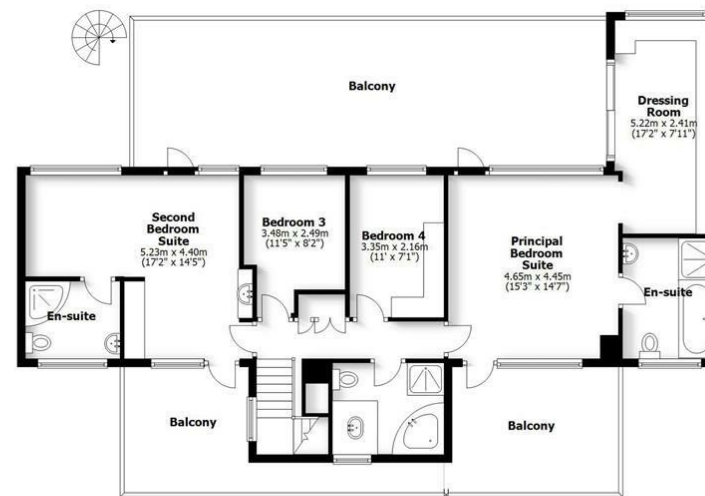 Balcony
Dressing
Room
5.22m x 2.41m
(17'2" x 7'11")
Second
Bedroom
Suite
5.23m x 4.40m
(17'2" x 14'5")
Bedroom 3
3.48m x 2.49m
(11'5" x 8'2")
Bedroom 4
3.35m x 2.16m
(11' x 7'1")
Principal
Bedroom
Suite
4.65m x 4.45m
(15'3" x 14'7")
En-suite
En-suite
Balcony
Balcony